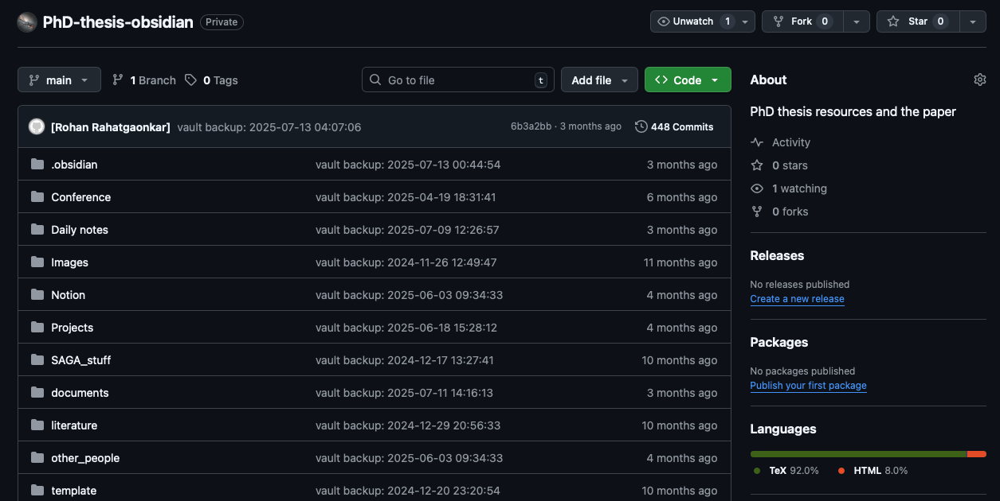 PhD-thesis-obsidian Private
Unwatch 1
Fork 0
Star 0
main
1 Branch
0 Tags
Go to file
t
Add file
Code
[Rohan Rahatgaonkar] vault backup: 2025-07-13 04:07:06
6b3a2bb · 3 months ago
448 Commits
.obsidian vault backup: 2025-07-13 00:44:54 3 months ago
Conference vault backup: 2025-04-19 18:31:41 6 months ago
Daily notes vault backup: 2025-07-09 12:26:57 3 months ago
Images vault backup: 2024-11-26 12:49:47 11 months ago
Notion vault backup: 2025-06-03 09:34:33 4 months ago
Projects vault backup: 2025-06-18 15:28:12 4 months ago
SAGA_stuff vault backup: 2024-12-17 13:27:41 10 months ago
documents vault backup: 2025-07-11 14:16:13 3 months ago
literature vault backup: 2024-12-29 20:56:33 10 months ago
other_people vault backup: 2025-06-03 09:34:33 4 months ago
template vault backup: 2024-12-20 23:20:54 10 months ago
About
PhD thesis resources and the paper
Activity
0 stars
1 watching
0 forks
Releases
No releases published
Create a new release
Packages
No packages published
Publish your first package
Languages
TeX 92.0% HTML 8.0%